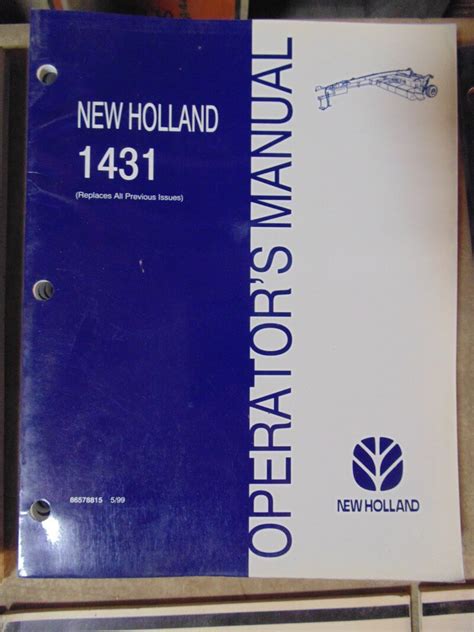 NEW HOLLAND
1431
(Replaces All Previous Issues)
86578815 5/99
OPERATOR'S MANUAL
NEW HOLLAND